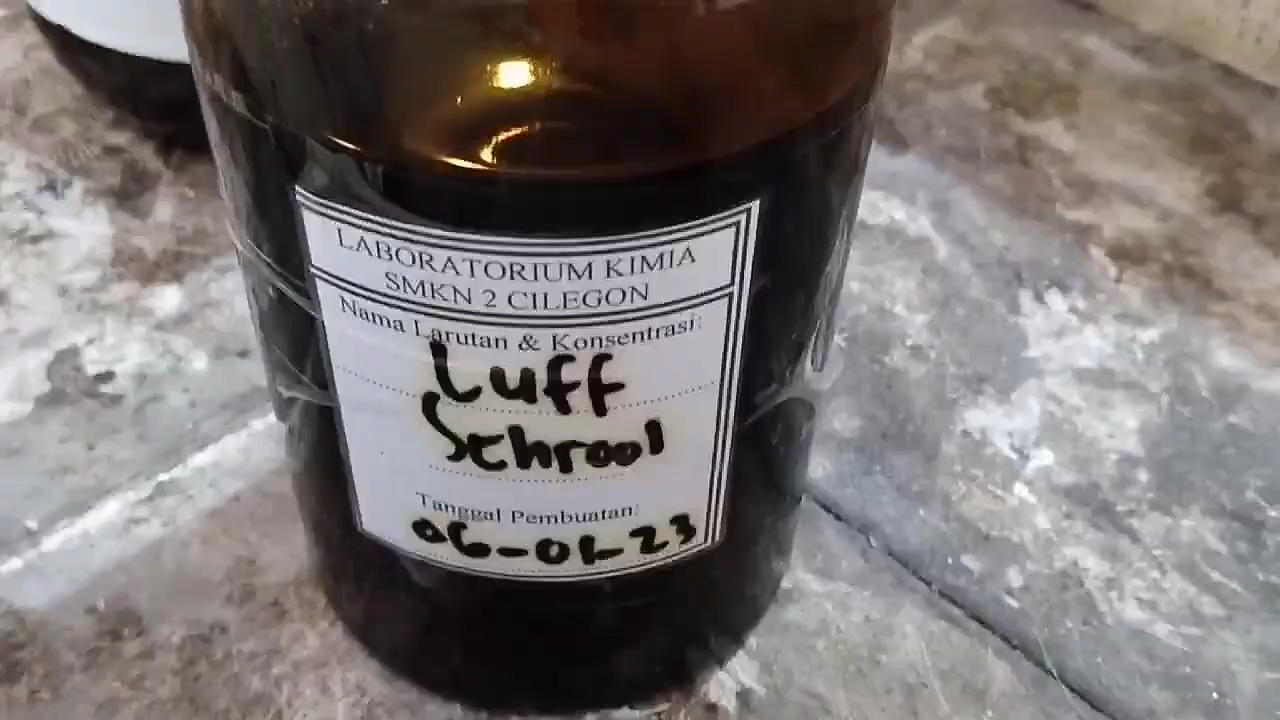 LABORATORIUM KIMIA
SMKN 2 CILEGON
Nama Larutan & Konsentrasi:
Luff
Schrool
Tanggal Pembuatan:
06-01-23